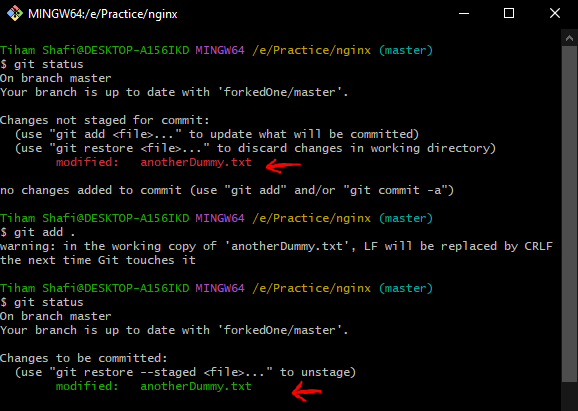 MINGW64:/e/Practice/nginx
Tiham Shafi@DESKTOP-A156IKD MINGW64 /e/Practice/nginx (master)
$ git status
On branch master
Your branch is up to date with 'forkedOne/master'.
Changes not staged for commit:
(use "git add <file>..." to update what will be committed)
(use "git restore <file>..." to discard changes in working directory)
modified: anotherDummy.txt
no changes added to commit (use "git add" and/or "git commit -a")
Tiham Shafi@DESKTOP-A156IKD MINGW64 /e/Practice/nginx (master)
$ git add .
warning: in the working copy of 'anotherDummy.txt', LF will be replaced by CRLF
the next time Git touches it
Tiham Shafi@DESKTOP-A156IKD MINGW64 /e/Practice/nginx (master)
$ git status
On branch master
Your branch is up to date with 'forkedOne/master'.
Changes to be committed:
(use "git restore --staged <file>..." to unstage)
modified: anotherDummy.txt